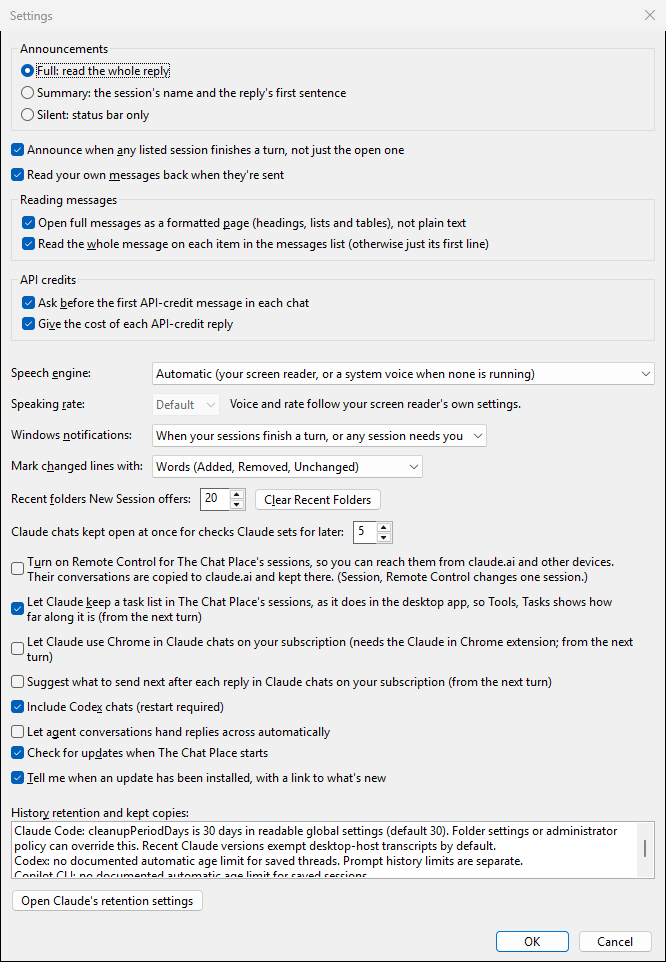 Settings
Announcements
Full: read the whole reply
Summary: the session's name and the reply's first sentence
Silent: status bar only
Announce when any listed session finishes a turn, not just the open one
Read your own messages back when they're sent
Reading messages
Open full messages as a formatted page (headings, lists and tables), not plain text
Read the whole message on each item in the messages list (otherwise just its first line)
API credits
Ask before the first API-credit message in each chat
Give the cost of each API-credit reply
Speech engine: Automatic (your screen reader, or a system voice when none is running)
Speaking rate: Default Voice and rate follow your screen reader's own settings.
Windows notifications: When your sessions finish a turn, or any session needs you
Mark changed lines with: Words (Added, Removed, Unchanged)
Recent folders New Session offers: 20 Clear Recent Folders
Claude chats kept open at once for checks Claude sets for later: 5
Turn on Remote Control for The Chat Place's sessions, so you can reach them from claude.ai and other devices.
Their conversations are copied to claude.ai and kept there. (Session, Remote Control changes one session.)
Let Claude keep a task list in The Chat Place's sessions, as it does in the desktop app, so Tools, Tasks shows how
far along it is (from the next turn)
Let Claude use Chrome in Claude chats on your subscription (needs the Claude in Chrome extension; from the next
turn)
Suggest what to send next after each reply in Claude chats on your subscription (from the next turn)
Include Codex chats (restart required)
Let agent conversations hand replies across automatically
Check for updates when The Chat Place starts
Tell me when an update has been installed, with a link to what's new
History retention and kept copies:
Claude Code: cleanupPeriodDays is 30 days in readable global settings (default 30). Folder settings or administrator
policy can override this. Recent Claude versions exempt desktop-host transcripts by default.
Codex: no documented automatic age limit for saved threads. Prompt history limits are separate.
Copilot CLI: no documented automatic age limit for saved sessions.
Open Claude's retention settings
OK Cancel